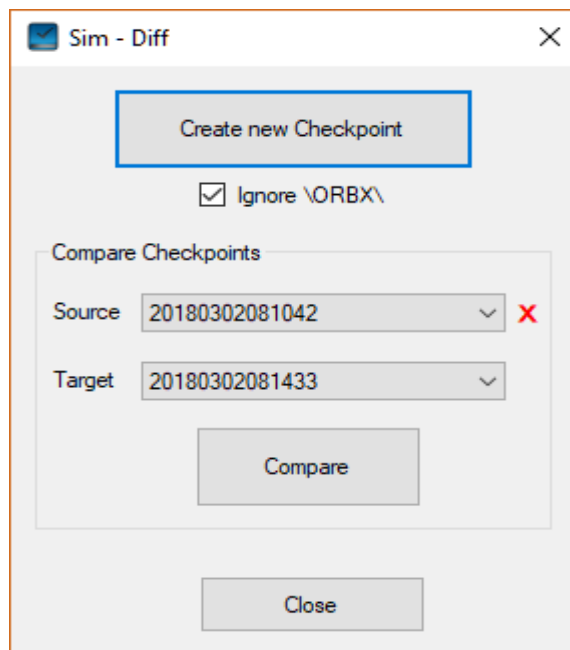 Sim - Diff
Create new Checkpoint
Ignore \ORBX\
Compare Checkpoints
Source 20180302081042 X
Target 20180302081433
Compare
Close